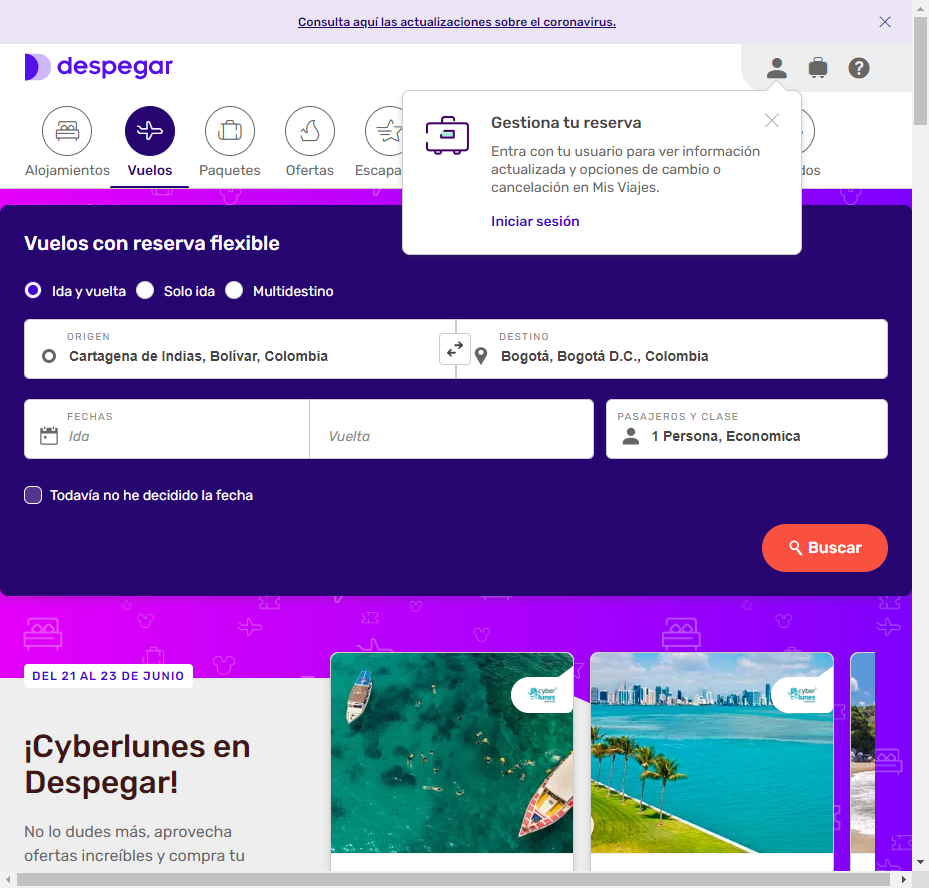 Consulta aquí las actualizaciones sobre el coronavirus.
despegar
Alojamientos
Vuelos
Paquetes
Ofertas
Escapa
dos
Gestiona tu reserva
Entra con tu usuario para ver información
actualizada y opciones de cambio o
cancelación en Mis Viajes.
Iniciar sesión
Vuelos con reserva flexible
Ida y vuelta
Solo ida
Multidestino
ORIGEN
Cartagena de Indias, Bolívar, Colombia
DESTINO
Bogotá, Bogotá D.C., Colombia
FECHAS
Ida
Vuelta
PASAJEROS Y CLASE
1 Persona, Economica
Todavía no he decidido la fecha
Buscar
DEL 21 AL 23 DE JUNIO
¡Cyberlunes en
Despegar!
No lo dudes más, aprovecha
ofertas increíbles y compra tu
cyber
lunes
cyber
lunes